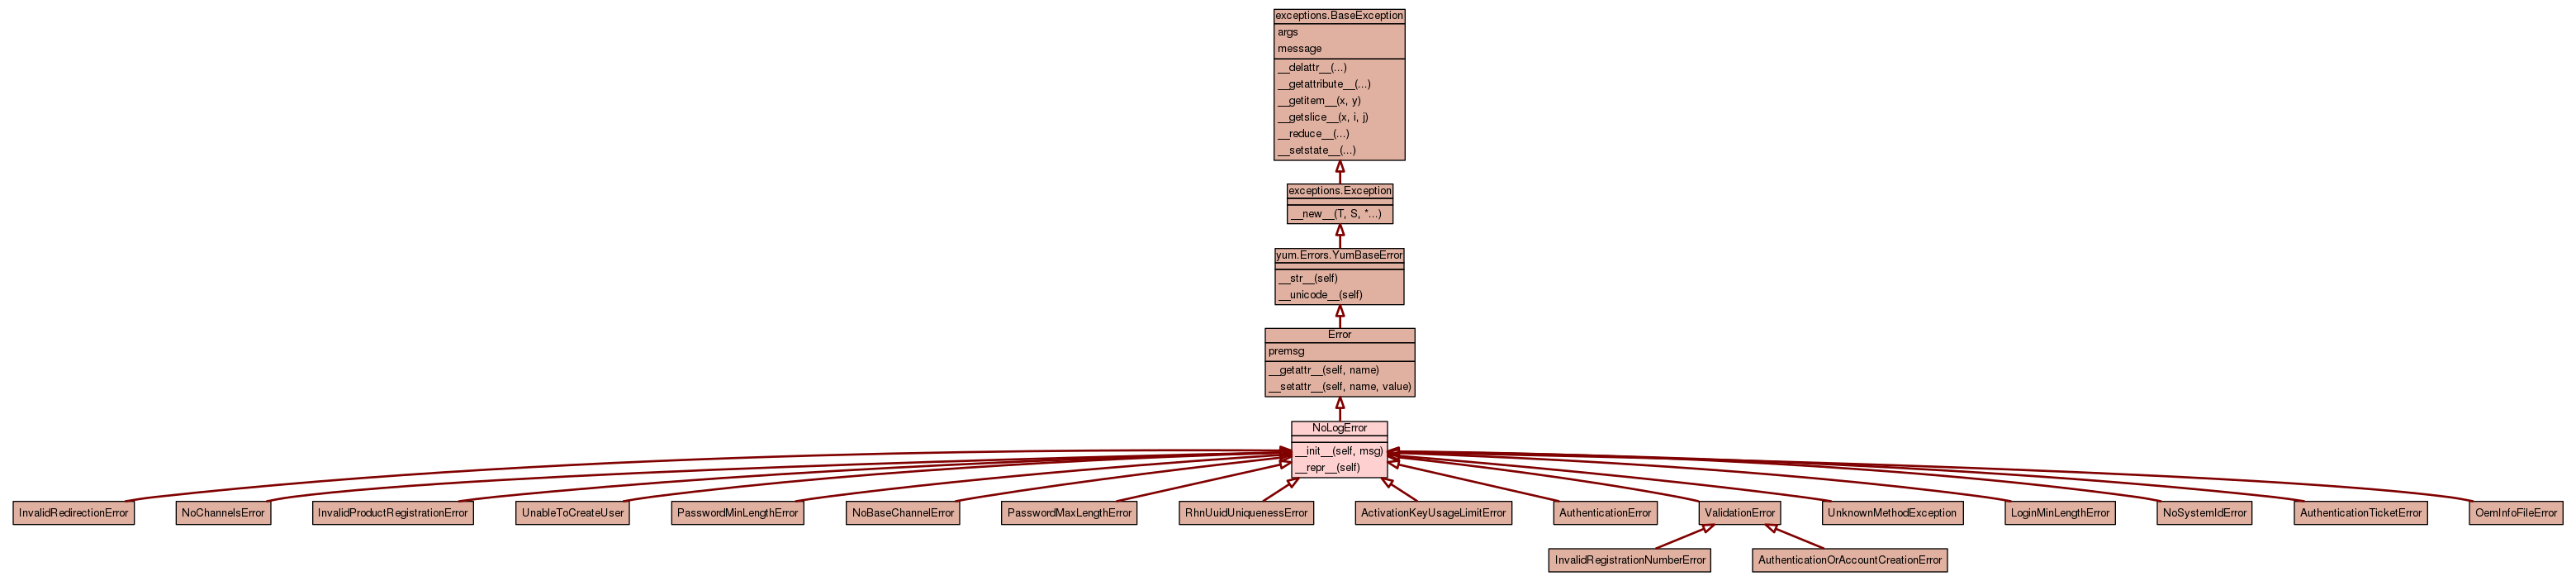 exceptions.BaseException
args
message
__delattr__(...)
__getattribute__(...)
__getitem__(x, y)
__getslice__(x, i, j)
__reduce__(...)
__setstate__(...)
exceptions.Exception
__new__(T, S, *...)
yum.Errors.YumBaseError
__str__(self)
__unicode__(self)
Error
premsg
__getattr__(self, name)
__setattr__(self, name, value)
NoLogError
__init__(self, msg)
__repr__(self)
InvalidRedirectionError
NoChannelsError
InvalidProductRegistrationError
UnableToCreateUser
PasswordMinLengthError
NoBaseChannelError
PasswordMaxLengthError
RhnUuidUniquenessError
ActivationKeyUsageLimitError
AuthenticationError
ValidationError
UnknownMethodException
LoginMinLengthError
NoSystemIdError
AuthenticationTicketError
OemInfoFileError
InvalidRegistrationNumberError
AuthenticationOrAccountCreationError